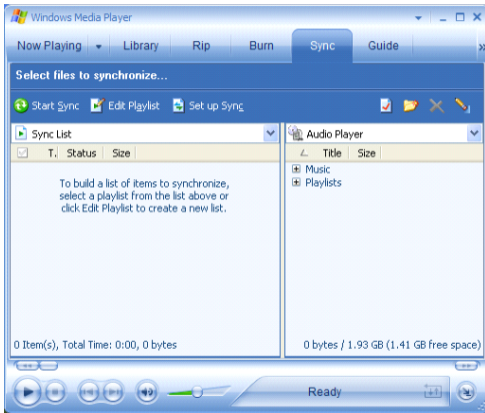 Windows Media Player
Now Playing Library Rip Burn Sync Guide
Select files to synchronize...
Start Sync Edit Playlist Set up Sync
Sync List Audio Player
T. Status Size Title Size
To build a list of items to synchronize,
select a playlist from the list above or
click Edit Playlist to create a new list.
Music
Playlists
0 Item(s), Total Time: 0:00, 0 bytes 0 bytes / 1.93 GB (1.41 GB free space)
Ready